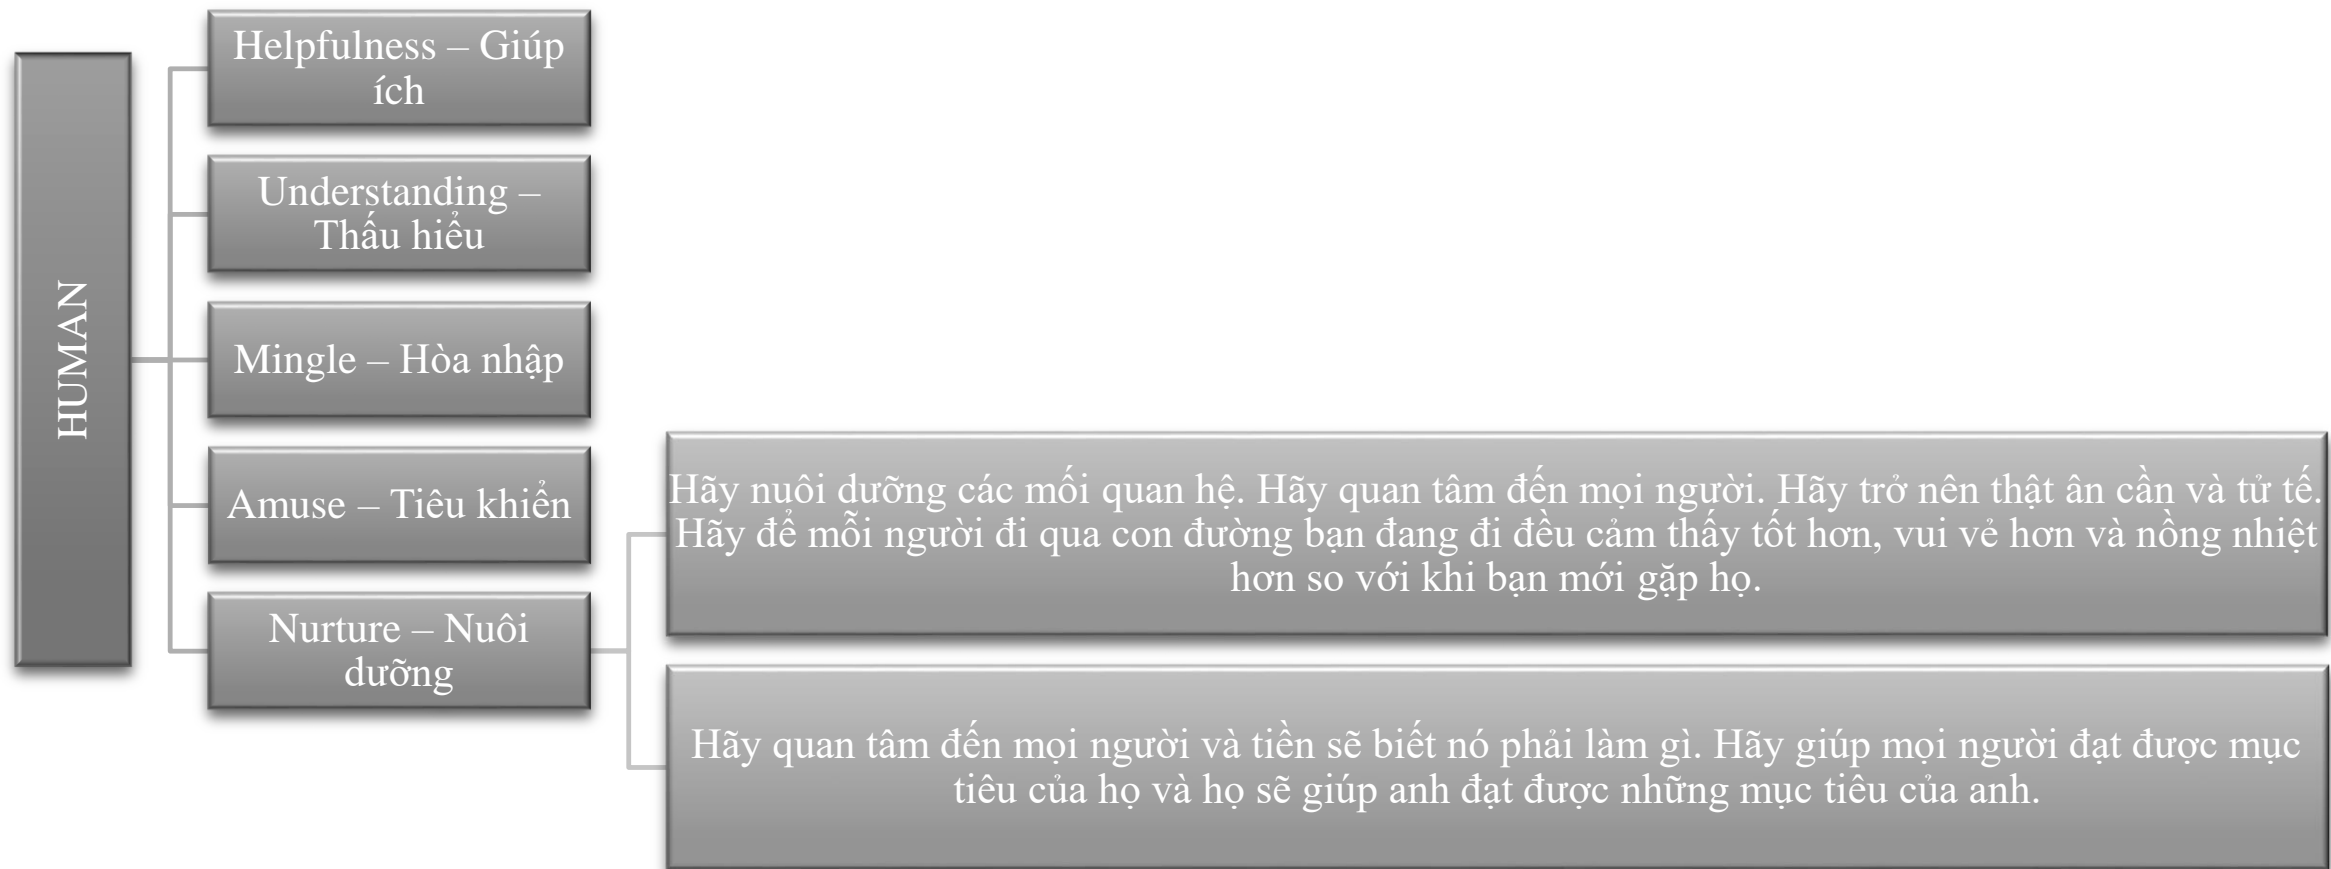 HUMAN
Helpfulness – Giúp
ích
Understanding –
Thấu hiểu
Mingle – Hòa nhập
Amuse – Tiêu khiển
Nurture – Nuôi
dưỡng
Hãy nuôi dưỡng các mối quan hệ. Hãy quan tâm đến mọi người. Hãy trở nên thật ân cần và tử tế.
Hãy để mỗi người đi qua con đường bạn đang đi đều cảm thấy tốt hơn, vui vẻ hơn và nồng nhiệt
hơn so với khi bạn mới gặp họ.
Hãy quan tâm đến mọi người và tiền sẽ biết nó phải làm gì. Hãy giúp mọi người đạt được mục
tiêu của họ và họ sẽ giúp anh đạt được những mục tiêu của anh.